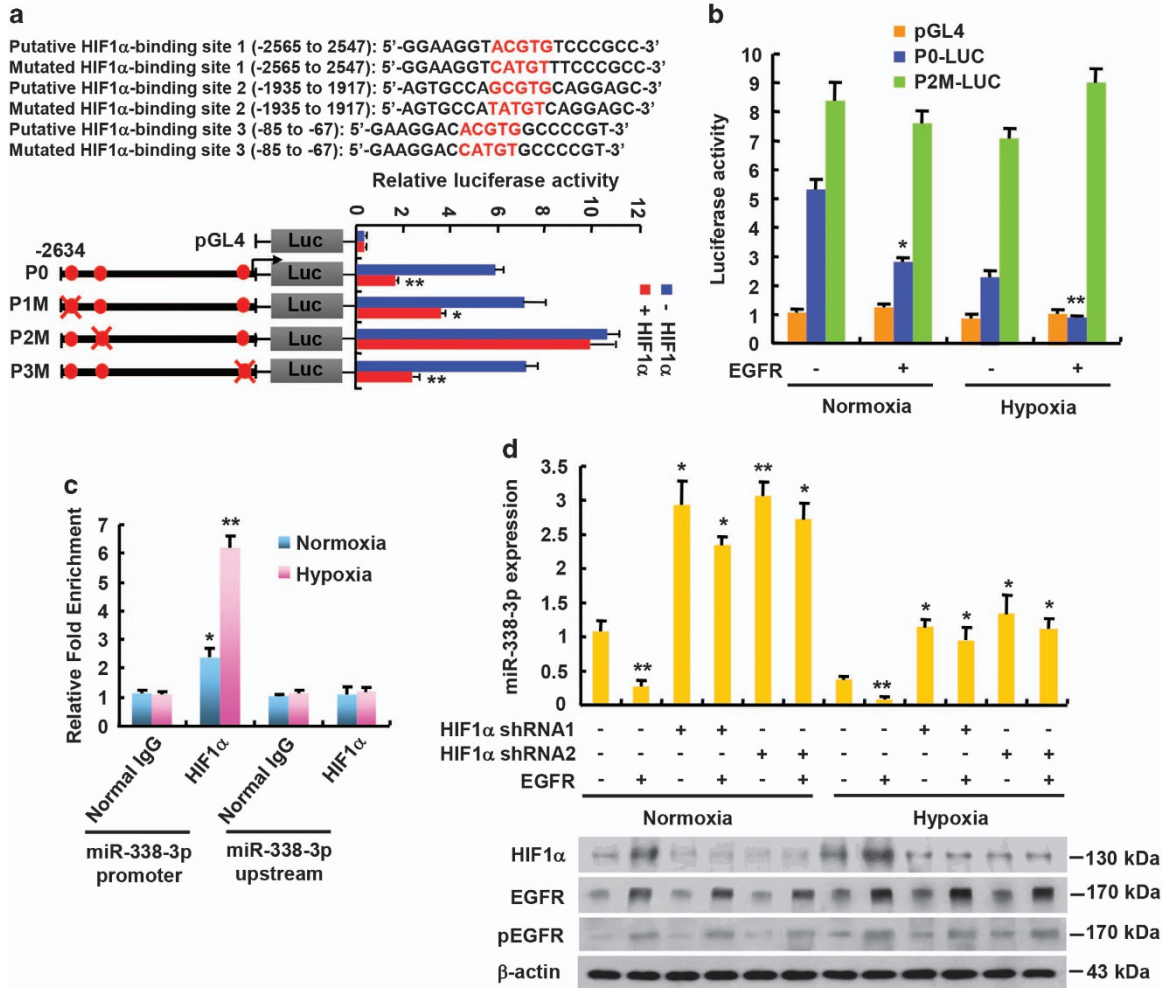 a
Putative HIF1α-binding site 1 (-2565 to 2547): 5'-GGAAGGTACGTGTCCCGCC-3'
Mutated HIF1α-binding site 1 (-2565 to 2547): 5'-GGAAGGTCATGTTTCCCGCC-3'
Putative HIF1α-binding site 2 (-1935 to 1917): 5'-AGTGCCAGCGTGCAGGAGC-3'
Mutated HIF1α-binding site 2 (-1935 to 1917): 5'-AGTGCCATATGTCAGGAGC-3'
Putative HIF1α-binding site 3 (-85 to -67): 5'-GAAGGACACGTGGCCCCGT-3'
Mutated HIF1α-binding site 3 (-85 to -67): 5'-GAAGGACCATGTGCCCCGT-3'
Relative luciferase activity
0 2 4 6 8 10 12
pGL4 Luc
-2634
P0 Luc **
P1M Luc *
P2M Luc
P3M Luc **
- HIF1α
+ HIF1α
b
pGL4
P0-LUC
P2M-LUC
Luciferase activity
10
9
8
7
6
5
4
3
2
1
0
* **
EGFR - + - +
Normoxia Hypoxia
c
Relative Fold Enrichment
7
6
5
4
3
2
1
0
Normoxia
Hypoxia
* **
Normal IgG HIF1α Normal IgG HIF1α
miR-338-3p promoter
miR-338-3p upstream
d
miR-338-3p expression
3.5
3
2.5
2
1.5
1
0.5
0
** * * ** * ** * * * *
HIF1α shRNA1 - - + + - - - - + + - -
HIF1α shRNA2 - - - - + + - - - - + +
EGFR - + - + - + - + - + - +
Normoxia Hypoxia
HIF1α 130 kDa
EGFR 170 kDa
pEGFR 170 kDa
β-actin 43 kDa